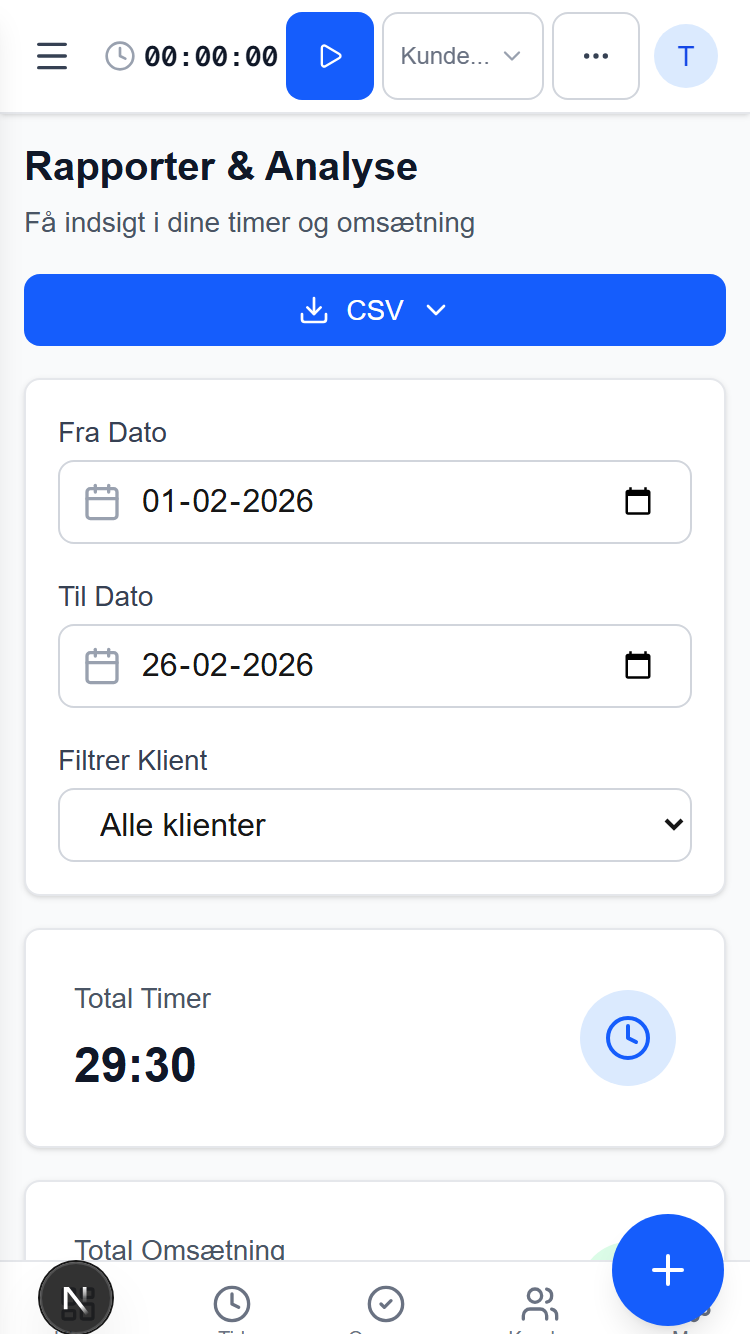 00:00:00
Kunde...
T
Rapporter & Analyse
Få indsigt i dine timer og omsætning
CSV
Fra Dato
01-02-2026
Til Dato
26-02-2026
Filtrer Klient
Alle klienter
Total Timer
29:30
Total Omsætning
N